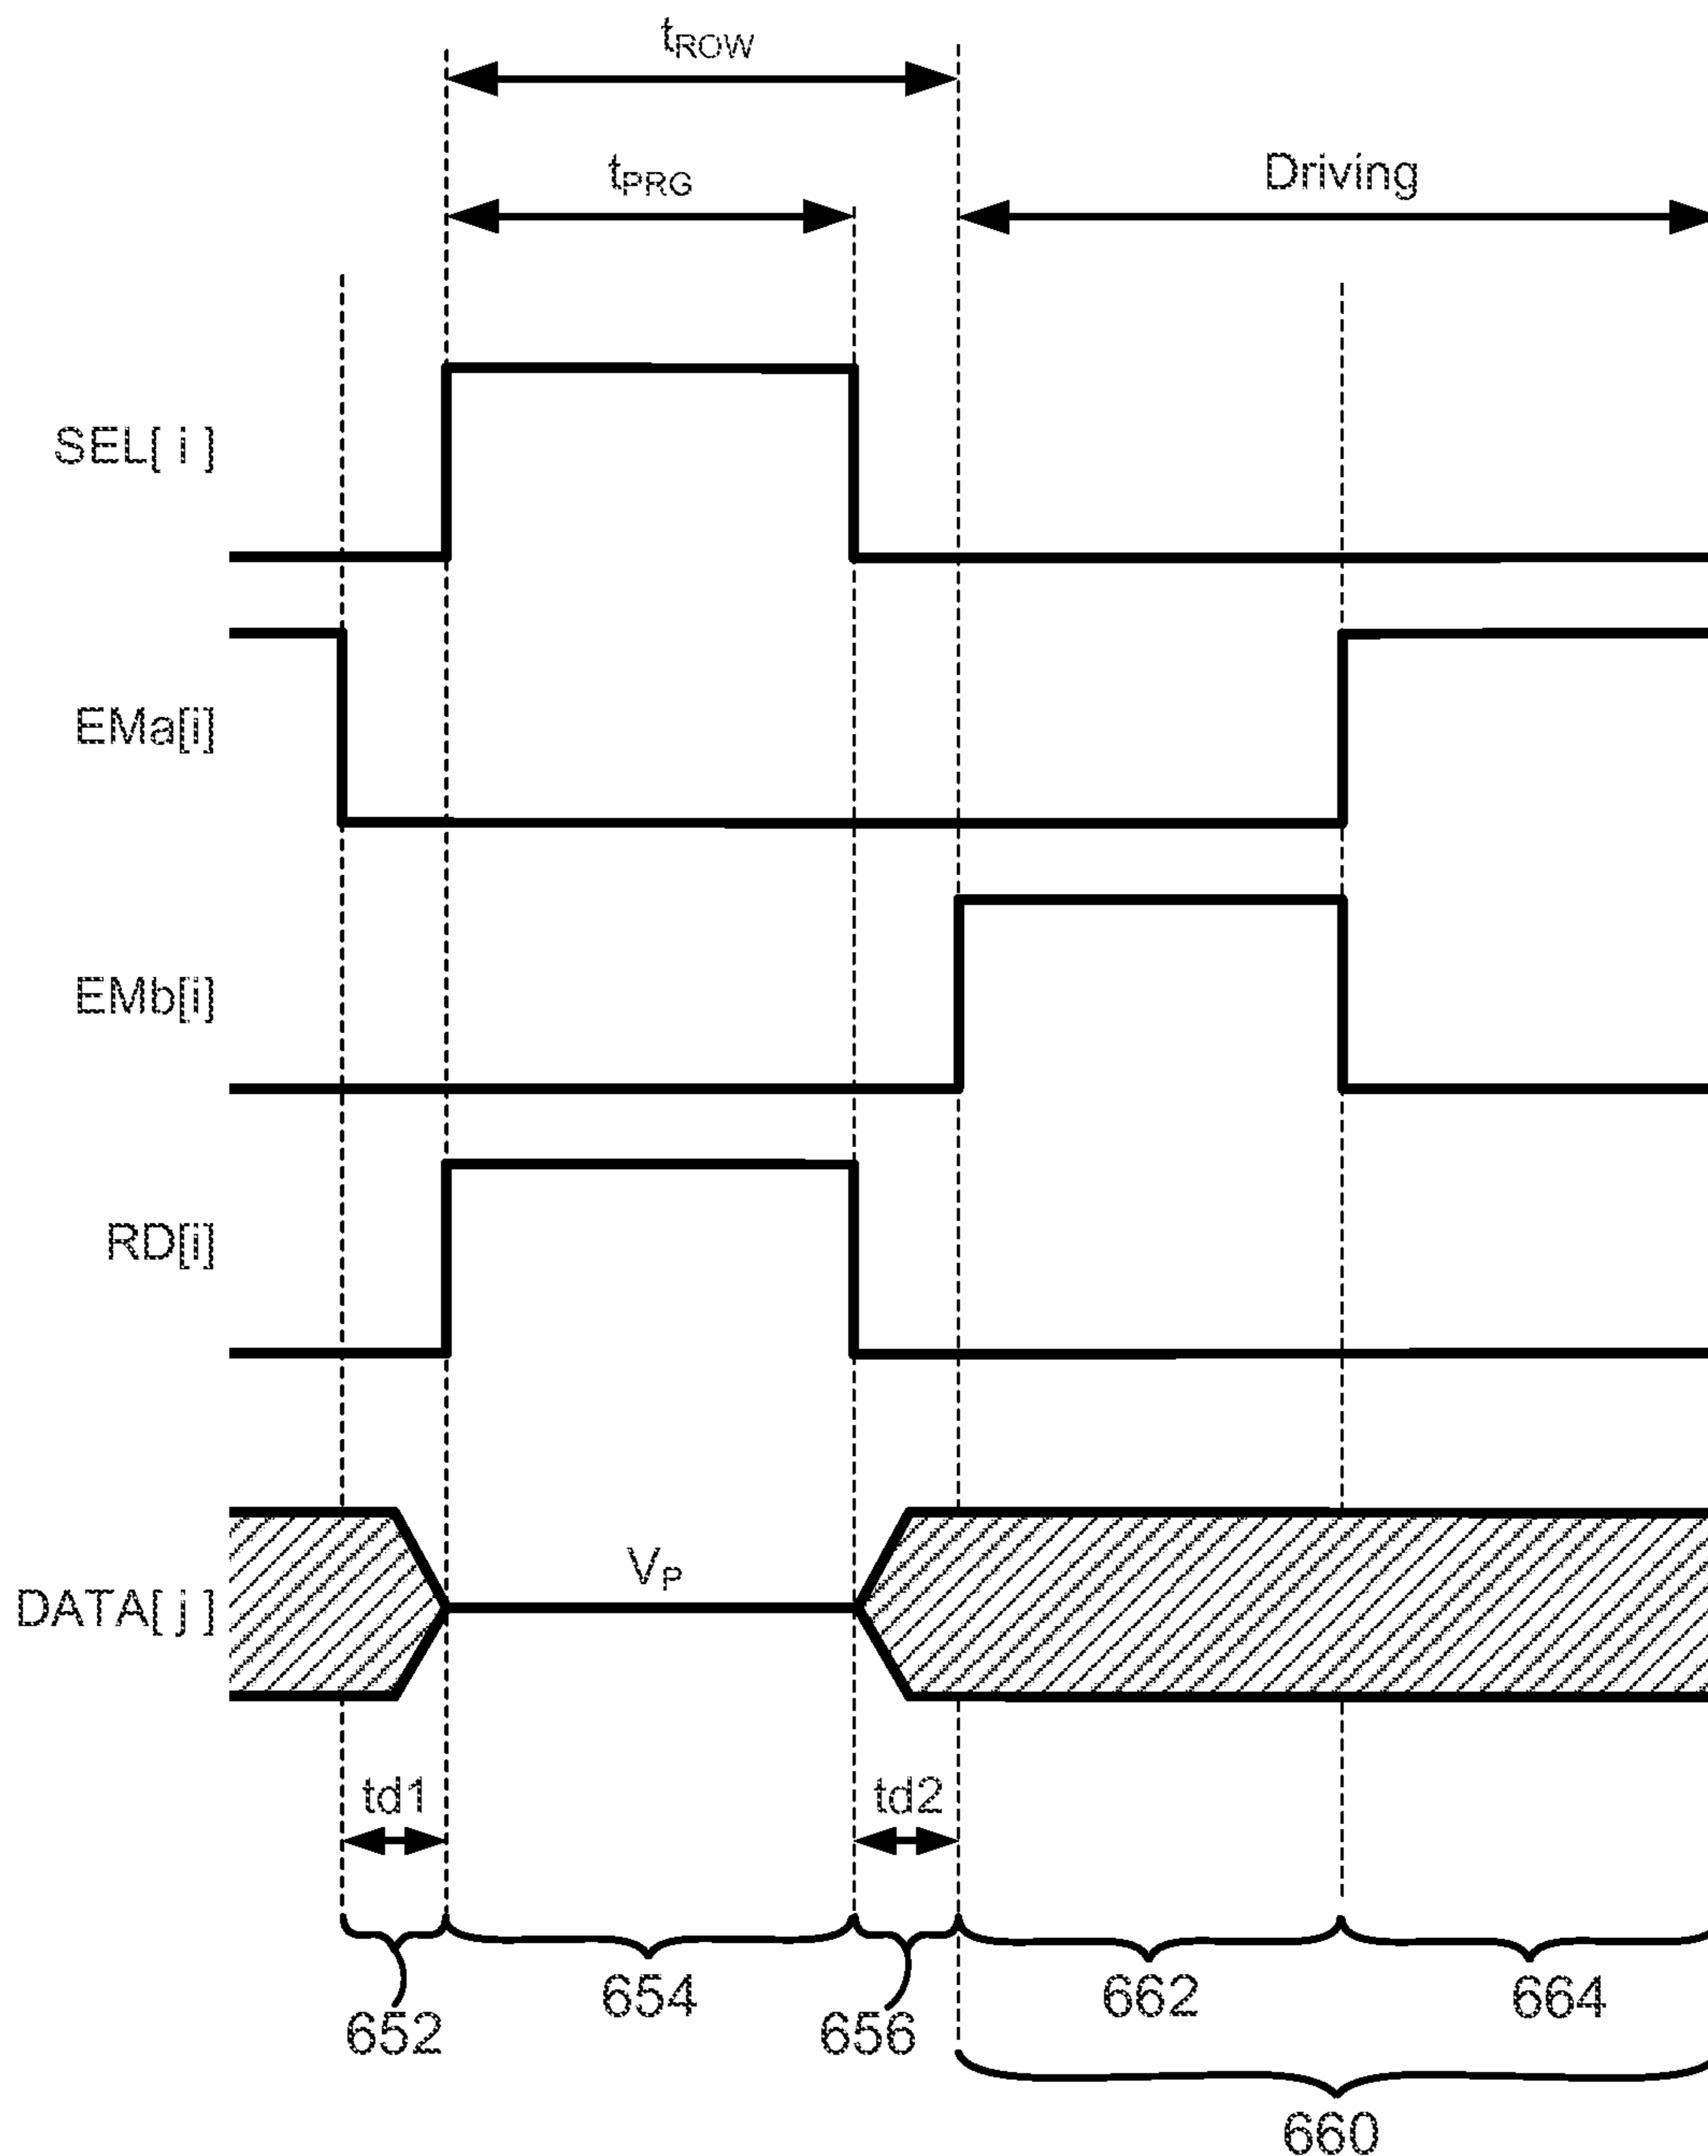 tROW
tPRG
Driving
SEL[ i ]
EMa[i]
EMb[i]
RD[i]
VP
DATA[ j ]
td1
td2
652
654
656
662
664
660